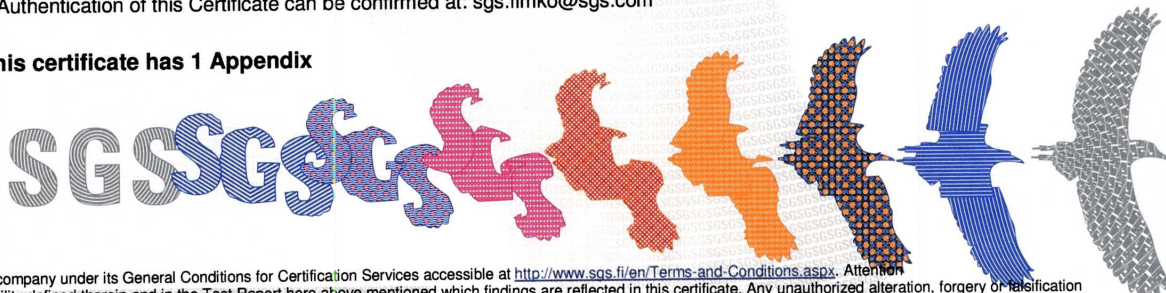 Authentication of this Certificate can be confirmed at: sgs.fimko@sgs.com
his certificate has 1 Appendix
SGS SGS SGS
company under its General Conditions for Certification Services accessible at http://www.sgs.fi/en/Terms-and-Conditions.aspx. Attention
defined therein and in the Test Report here above mentioned which findings are reflected in this certificate. Any unauthorized alteration, forgery or falsification